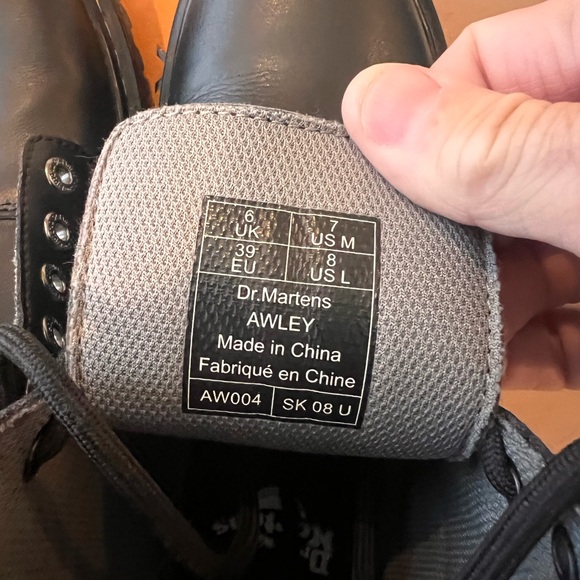 6 7
UK US M
39 8
EU US L
Dr.Martens
AWLEY
Made in China
Fabriqué en Chine
AW004 SK 08 U